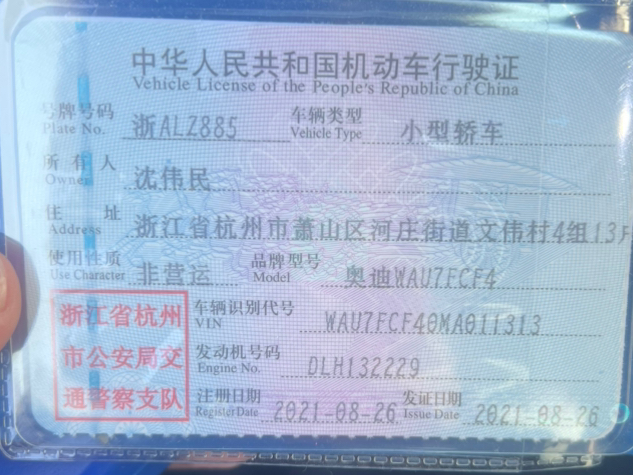 中华人民共和国机动车行驶证
Vehicle License of the People's Republic of China
号牌号码 浙ALZ885 车辆类型 小型轿车
Plate No. Vehicle Type
所有人 沈伟民
Owner
住址 浙江省杭州市萧山区河庄街道文伟村4组13
Address
使用性质 非营运 品牌型号 奥迪WAU7FCF4
Use Character Model
浙江省杭州
市公安局交
通警察支队
车辆识别代号 WAU7FCF40MA011313
VIN
发动机号码 DLH132229
Engine No.
注册日期 2021-08-26 发证日期 2021-08-26
Register Date Issue Date